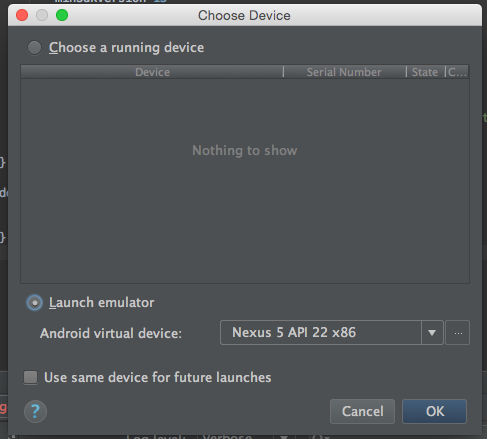 Choose Device
Choose a running device
Device Serial Number State C...
Nothing to show
Launch emulator
Android virtual device: Nexus 5 API 22 x86 ...
Use same device for future launches
? Cancel OK